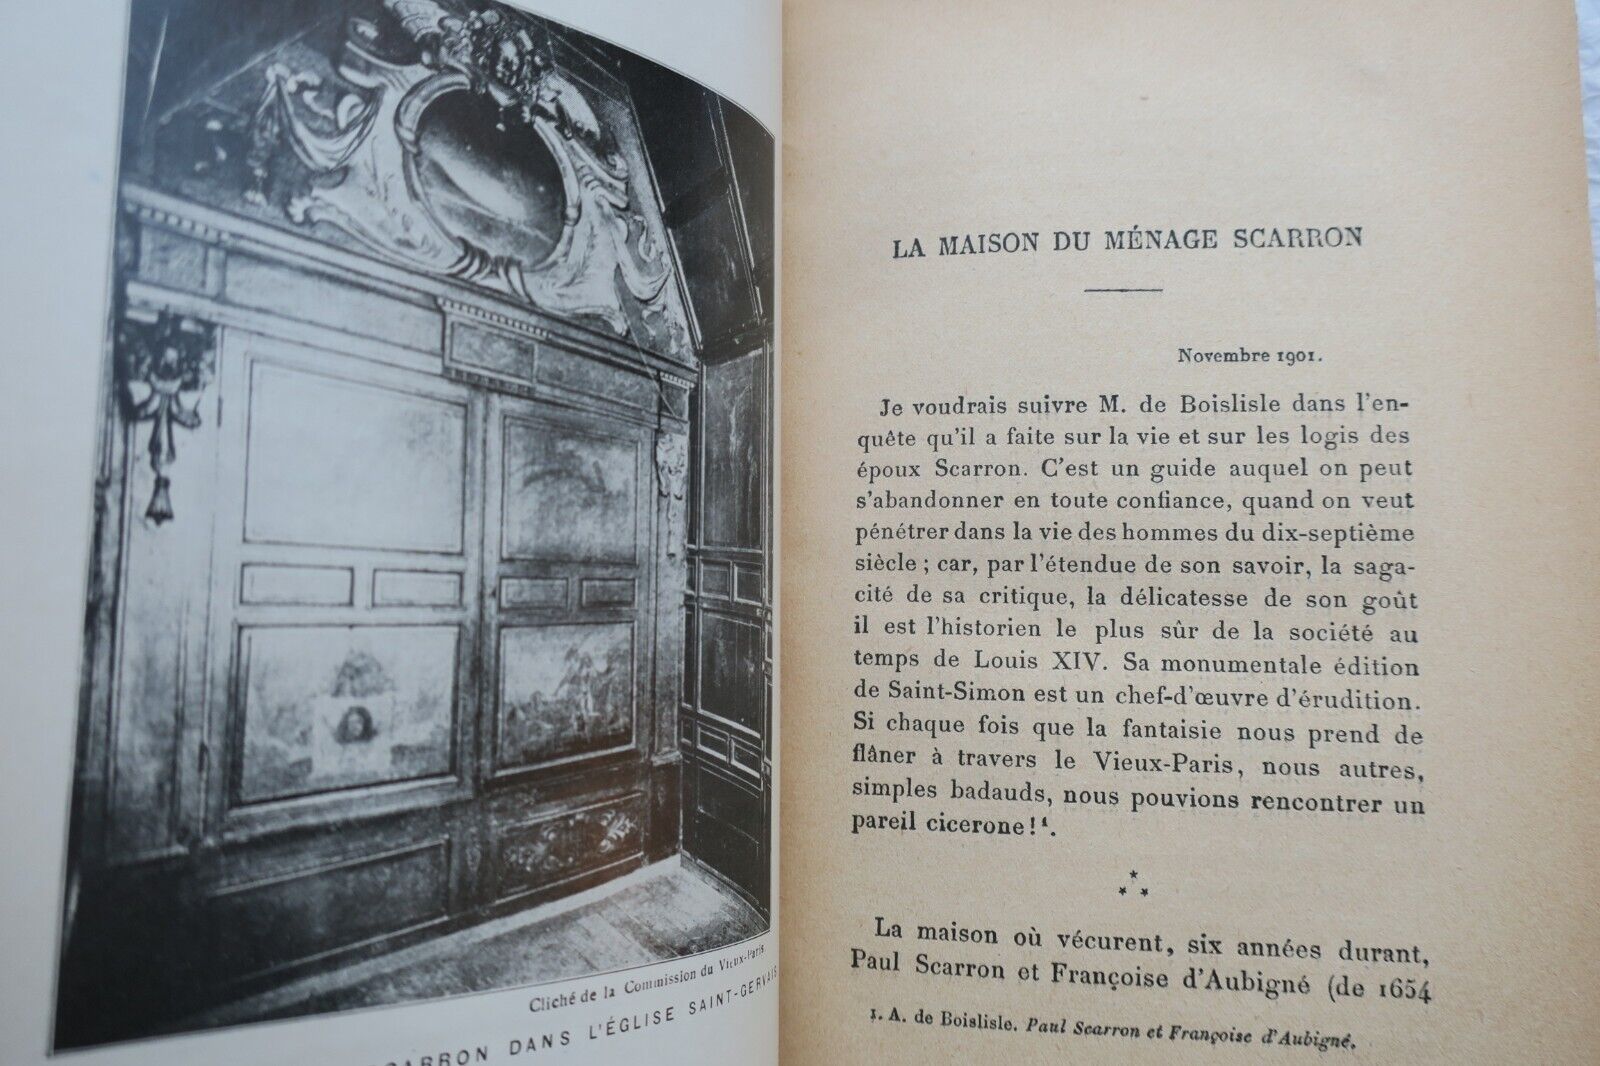 Cliché de la Commission du Vieux-Paris
SCARRON DANS L'ÉGLISE SAINT-GERVAIS
LA MAISON DU MÉNAGE SCARRON
Novembre 1901.
Je voudrais suivre M. de Boislisle dans l'en-
quête qu'il a faite sur la vie et sur les logis des
époux Scarron. C'est un guide auquel on peut
s'abandonner en toute confiance, quand on veut
pénétrer dans la vie des hommes du dix-septième
siècle ; car, par l'étendue de son savoir, la saga-
cité de sa critique, la délicatesse de son goût
il est l'historien le plus sûr de la société au
temps de Louis XIV. Sa monumentale édition
de Saint-Simon est un chef-d'œuvre d'érudition.
Si chaque fois que la fantaisie nous prend de
flâner à travers le Vieux-Paris, nous autres,
simples badauds, nous pouvions rencontrer un
pareil cicerone!¹.
La maison où vécurent, six années durant,
Paul Scarron et Françoise d'Aubigné (de 1654
1. A. de Boislisle. Paul Scarron et Françoise d'Aubigné.